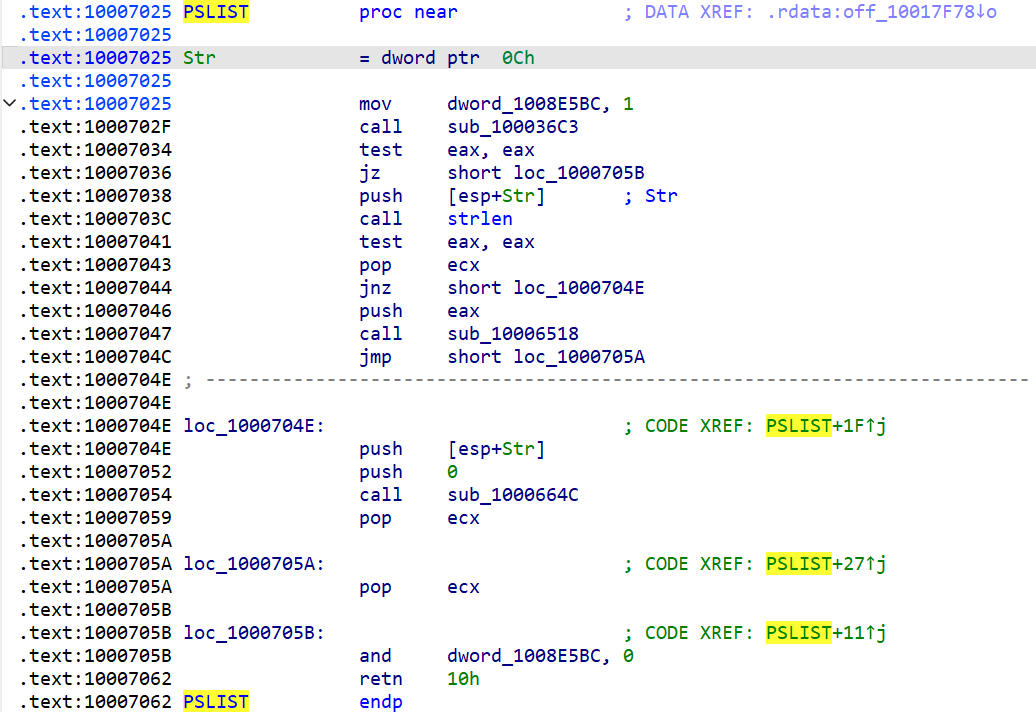 .text:10007025 PSLIST proc near ; DATA XREF: .rdata:off_10017F78↓o
.text:10007025
.text:10007025 Str = dword ptr 0Ch
.text:10007025
.text:10007025 mov dword_1008E5BC, 1
.text:1000702F call sub_100036C3
.text:10007034 test eax, eax
.text:10007036 jz short loc_1000705B
.text:10007038 push [esp+Str] ; Str
.text:1000703C call strlen
.text:10007041 test eax, eax
.text:10007043 pop ecx
.text:10007044 jnz short loc_1000704E
.text:10007046 push eax
.text:10007047 call sub_10006518
.text:1000704C jmp short loc_1000705A
.text:1000704E ; ---------------------------------------------------------------------------
.text:1000704E
.text:1000704E loc_1000704E: ; CODE XREF: PSLIST+1F↑j
.text:1000704E push [esp+Str]
.text:10007052 push 0
.text:10007054 call sub_1000664C
.text:10007059 pop ecx
.text:1000705A
.text:1000705A loc_1000705A: ; CODE XREF: PSLIST+27↑j
.text:1000705A pop ecx
.text:1000705B
.text:1000705B loc_1000705B: ; CODE XREF: PSLIST+11↑j
.text:1000705B and dword_1008E5BC, 0
.text:10007062 retn 10h
.text:10007062 PSLIST endp